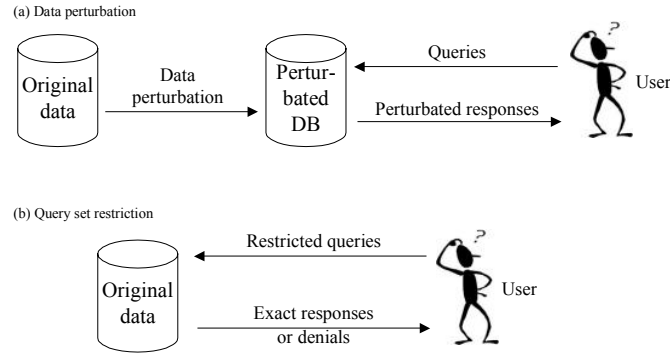 (a) Data perturbation
Original
data
Data
perturbation
Pertur-
bated
DB
Queries
Perturbated responses
?
User
(b) Query set restriction
Original
data
Restricted queries
Exact responses
or denials
?
User